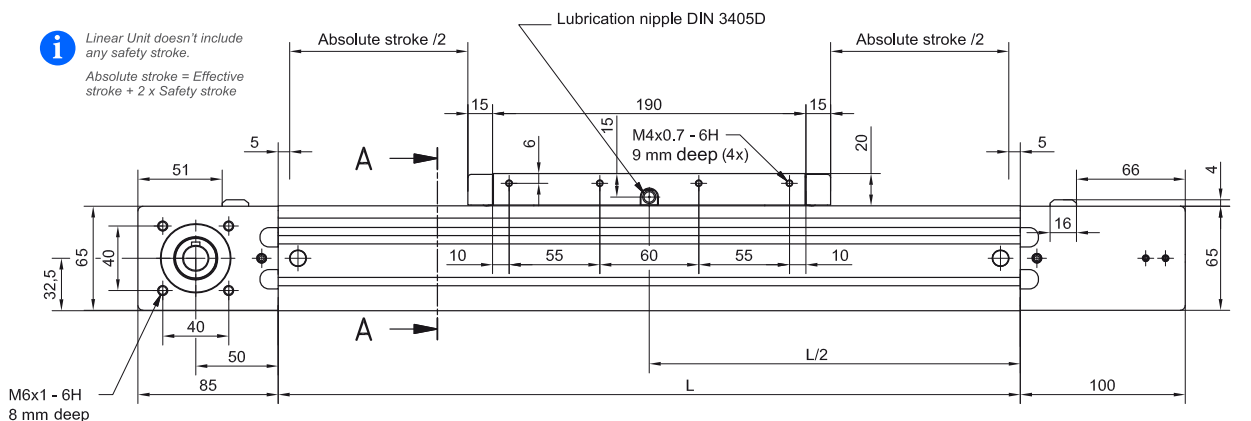 Lubrication nipple DIN 3405D
i
Linear Unit doesn't include
any safety stroke.
Absolute stroke = Effective
stroke + 2 x Safety stroke
Absolute stroke /2
Absolute stroke /2
15
190
15
15
6
M4x0.7 - 6H
9 mm deep (4x)
20
5
5
A
51
66
4
16
65
40
32,5
10
55
60
55
10
65
A
40
50
L/2
M6x1 - 6H
8 mm deep
85
L
100